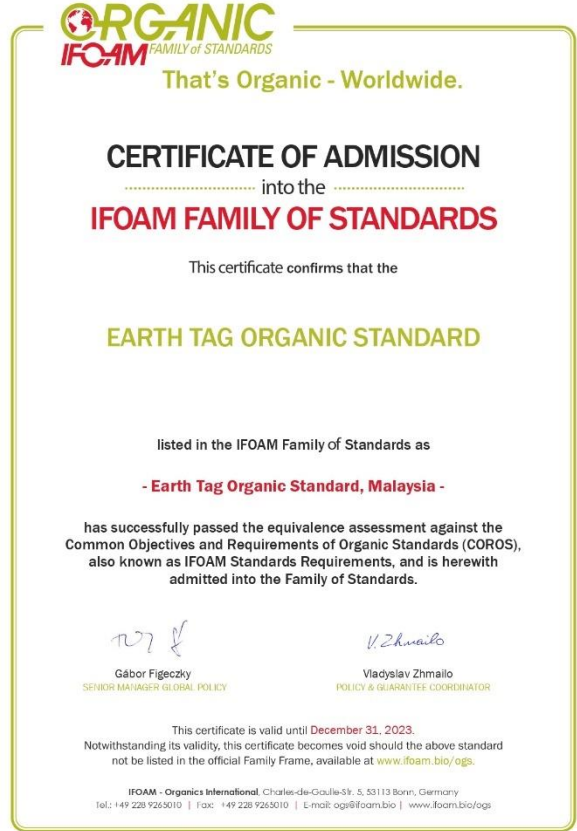 ORGANIC
IFOAM FAMILY of STANDARDS
That's Organic - Worldwide.
CERTIFICATE OF ADMISSION
into the
IFOAM FAMILY OF STANDARDS
This certificate confirms that the
EARTH TAG ORGANIC STANDARD
listed in the IFOAM Family of Standards as
- Earth Tag Organic Standard, Malaysia -
has successfully passed the equivalence assessment against the
Common Objectives and Requirements of Organic Standards (COROS),
also known as IFOAM Standards Requirements, and is herewith
admitted into the Family of Standards.
V. Zhmailo
Gábor Figeczky
Vladyslav Zhmailo
SENIOR MANAGER GLOBAL POLICY
POLICY & GUARANTEE COORDINATOR
This certificate is valid until December 31, 2023.
Notwithstanding its validity, this certificate becomes void should the above standard
not be listed in the official Family Frame, available at www.ifoam.bio/ogs.
IFOAM - Organics International, Charles-de-Gaulle-Str. 5, 53113 Bonn, Germany
Tel.: +49 228 9265010 | Fax: +49 228 9265010 | E-mail: ogs@ifoam.bio | www.ifoam.bio/ogs